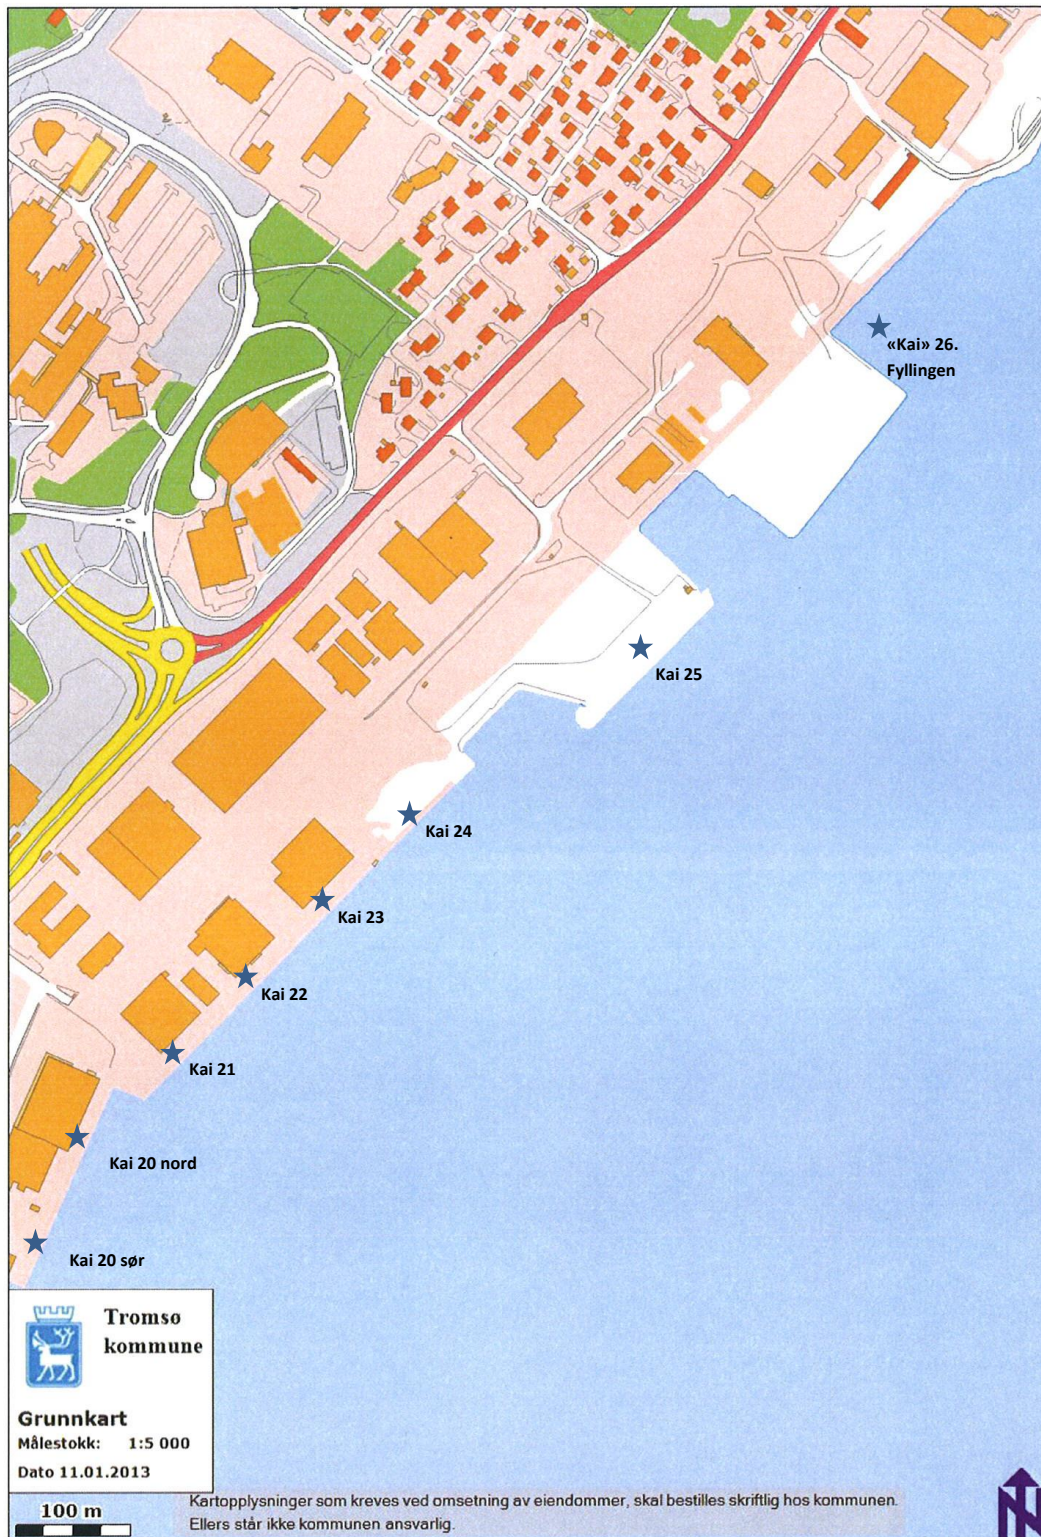 «Kai» 26.
Fyllingen
Kai 25
Kai 24
Kai 23
Kai 22
Kai 21
Kai 20 nord
Kai 20 sør
Tromsø
kommune
Grunnkart
Målestokk: 1:5 000
Dato 11.01.2013
100 m
Kartopplysninger som kreves ved omsetning av eiendommer, skal bestilles skriftlig hos kommunen.
Ellers står ikke kommunen ansvarlig.
N